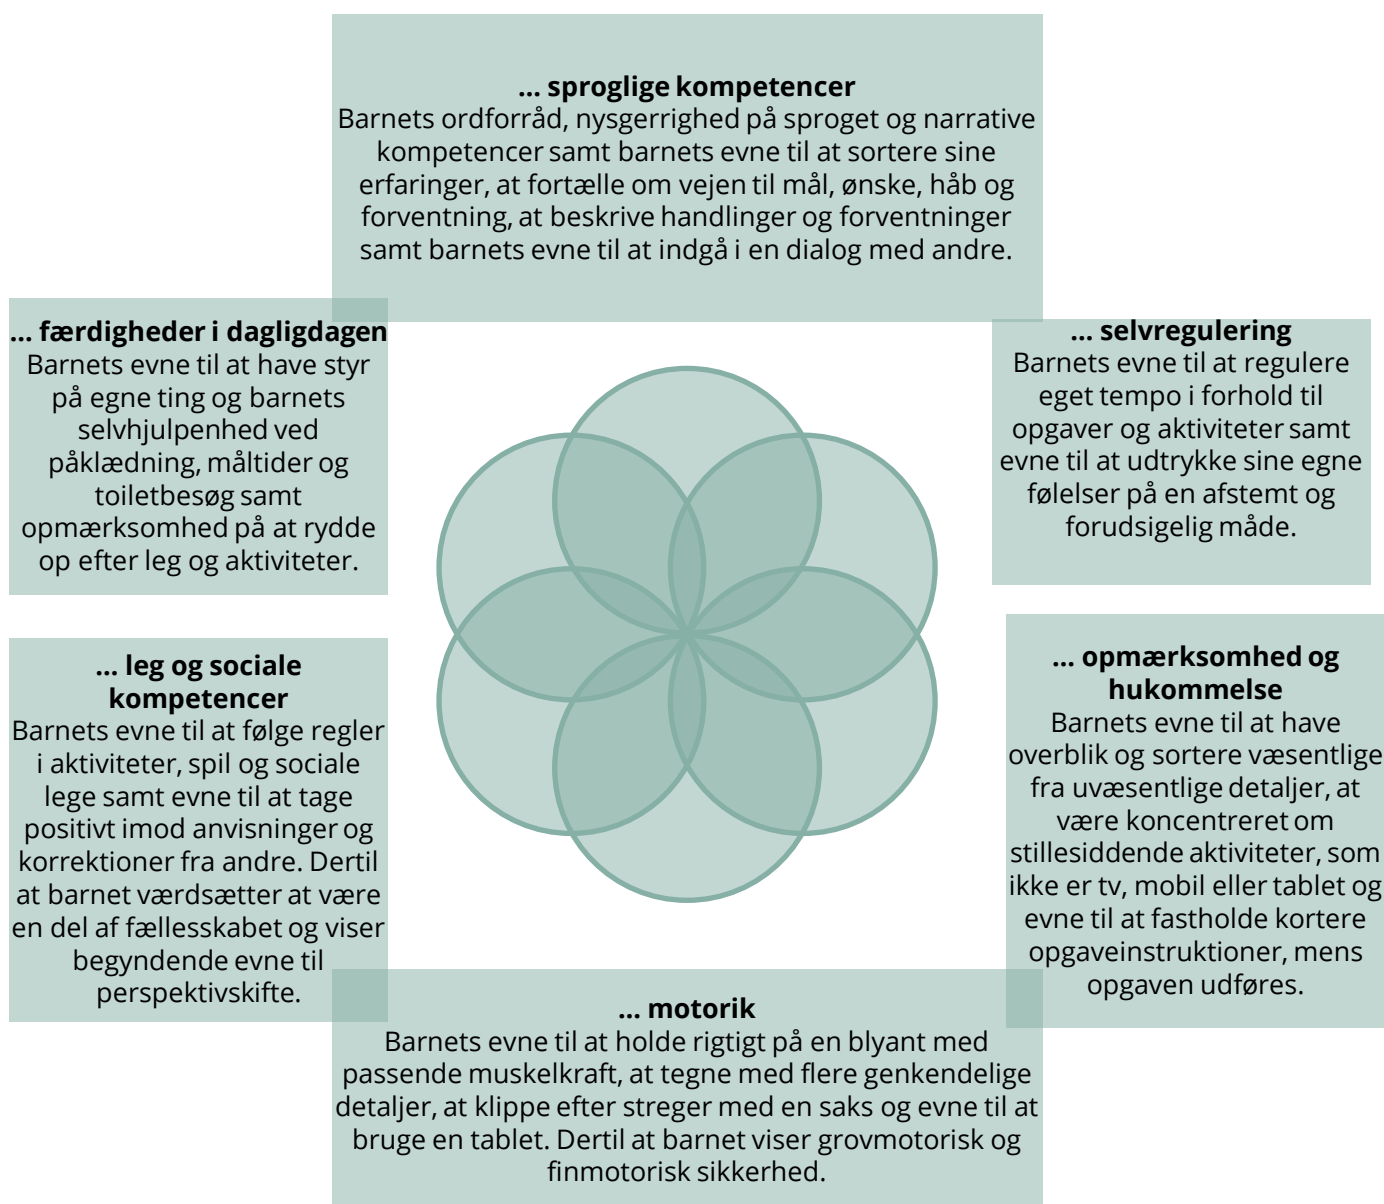 ... sproglige kompetencer
Barnets ordforråd, nysgerrighed på sproget og narrative
kompetencer samt barnets evne til at sortere sine
erfaringer, at fortælle om vejen til mål, ønske, håb og
forventning, at beskrive handlinger og forventninger
samt barnets evne til at indgå i en dialog med andre.
... færdigheder i dagligdagen
Barnets evne til at have styr
på egne ting og barnets
selvhjulpenhed ved
påklædning, måltider og
toiletbesøg samt
opmærksomhed på at rydde
op efter leg og aktiviteter.
... selvregulering
Barnets evne til at regulere
eget tempo i forhold til
opgaver og aktiviteter samt
evne til at udtrykke sine egne
følelser på en afstemt og
forudsigelig måde.
... leg og sociale
kompetencer
Barnets evne til at følge regler
i aktiviteter, spil og sociale
lege samt evne til at tage
positivt imod anvisninger og
korrektioner fra andre. Dertil
at barnet værdsætter at være
en del af fællesskabet og viser
begyndende evne til
perspektivskifte.
... opmærksomhed og
hukommelse
Barnets evne til at have
overblik og sortere væsentlige
fra uvæsentlige detaljer, at
være koncentreret om
stillesiddende aktiviteter, som
ikke er tv, mobil eller tablet og
evne til at fastholde kortere
opgaveinstruktioner, mens
opgaven udføres.
... motorik
Barnets evne til at holde rigtigt på en blyant med
passende muskelkraft, at tegne med flere genkendelige
detaljer, at klippe efter streger med en saks og evne til at
bruge en tablet. Dertil at barnet viser grovmotorisk og
finmotorisk sikkerhed.